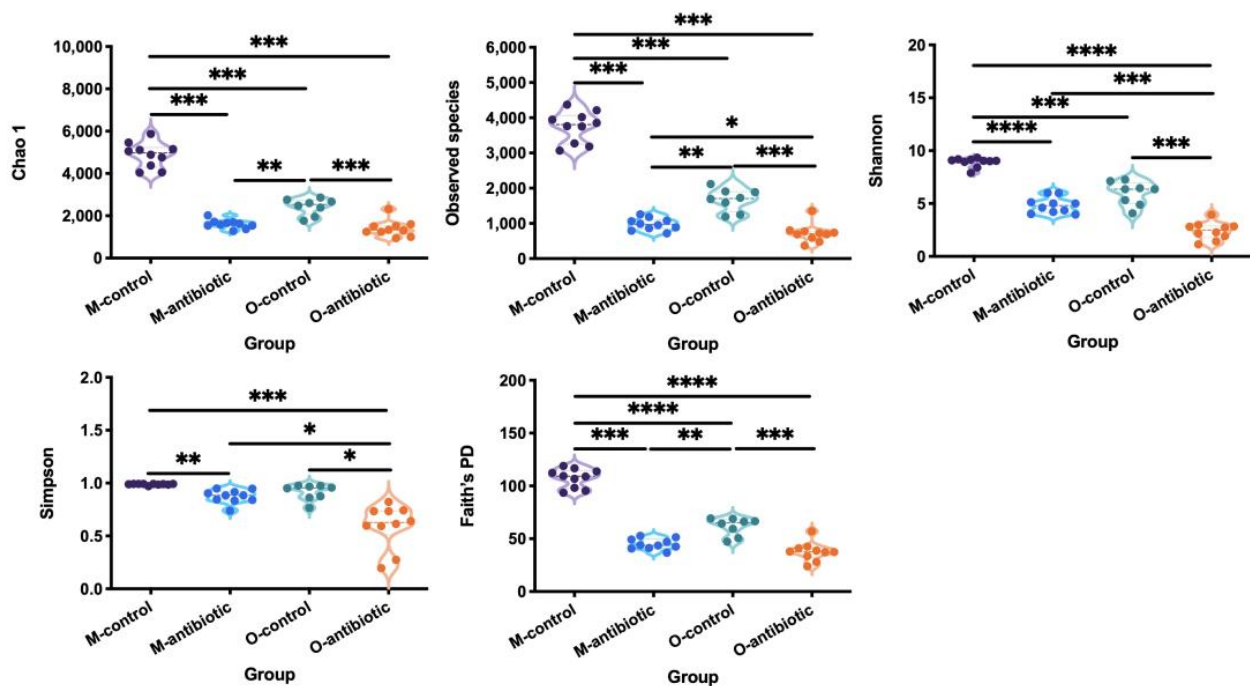 10,000
8,000
6,000
4,000
2,000
0
Chao 1
***
***
***
**
***
M-control
M-antibiotic
O-control
O-antibiotic
Group
6,000
5,000
4,000
3,000
2,000
1,000
0
Observed species
***
***
***
*
**
***
M-control
M-antibiotic
O-control
O-antibiotic
Group
20
15
10
5
0
Shannon
****
***
***
****
***
M-control
M-antibiotic
O-control
O-antibiotic
Group
2.0
1.5
1.0
0.5
0.0
Simpson
***
*
**
*
M-control
M-antibiotic
O-control
O-antibiotic
Group
200
150
100
50
0
Faith's PD
****
****
***
**
***
M-control
M-antibiotic
O-control
O-antibiotic
Group